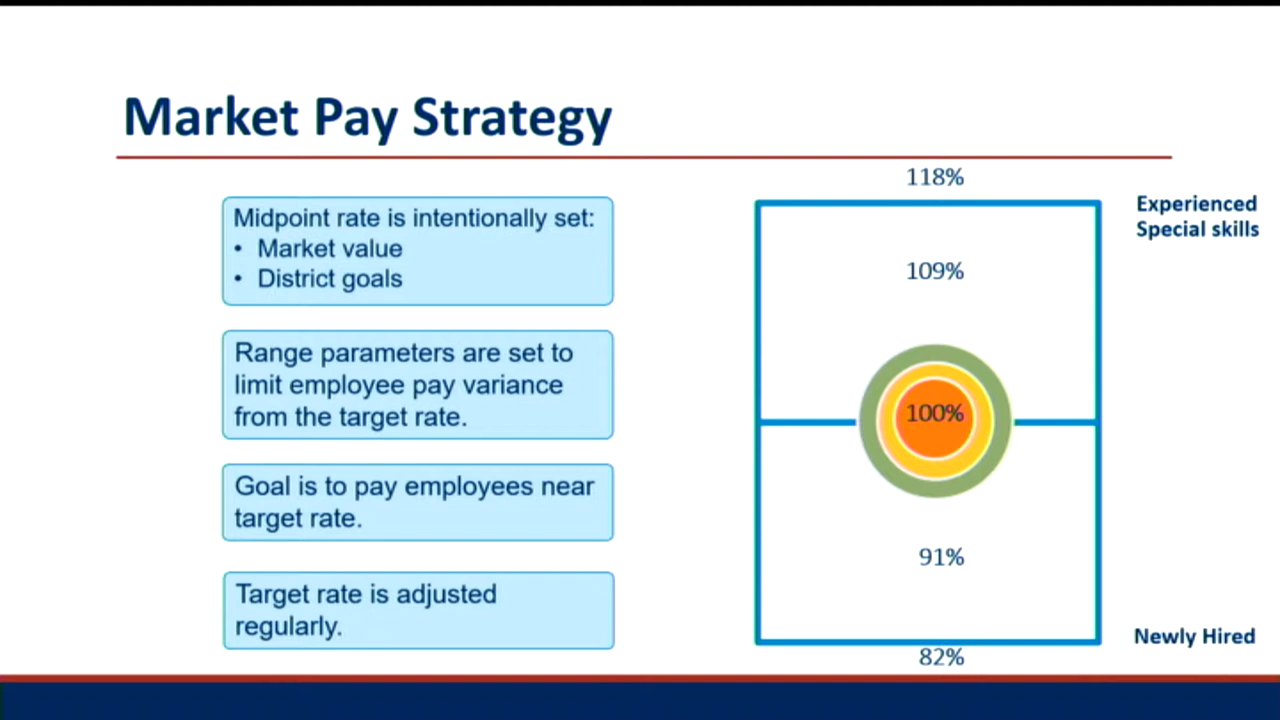 Market Pay Strategy
Midpoint rate is intentionally set:
• Market value
• District goals
Range parameters are set to
limit employee pay variance
from the target rate.
Goal is to pay employees near
target rate.
Target rate is adjusted
regularly.
118%
Experienced
Special skills
109%
100%
91%
Newly Hired
82%